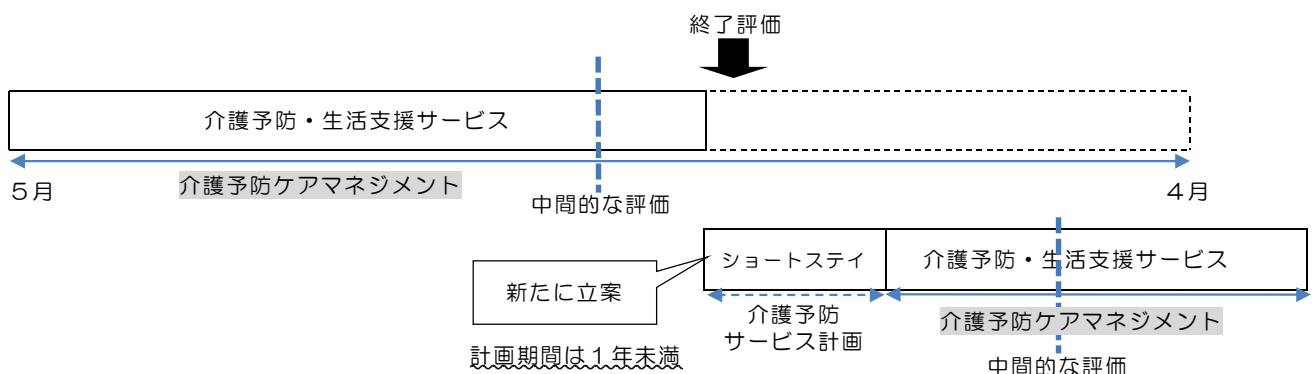 終了評価
介護予防・生活支援サービス
介護予防ケアマネジメント
５月
４月
中間的な評価
ショートステイ
介護予防・生活支援サービス
新たに立案
介護予防
サービス計画
介護予防ケアマネジメント
計画期間は１年未満
中間的な評価